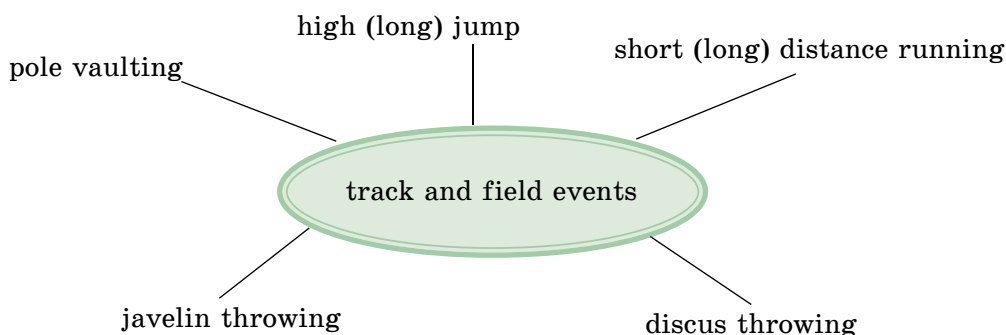 high (long) jump
short (long) distance running
pole vaulting
track and field events
javelin throwing
discus throwing